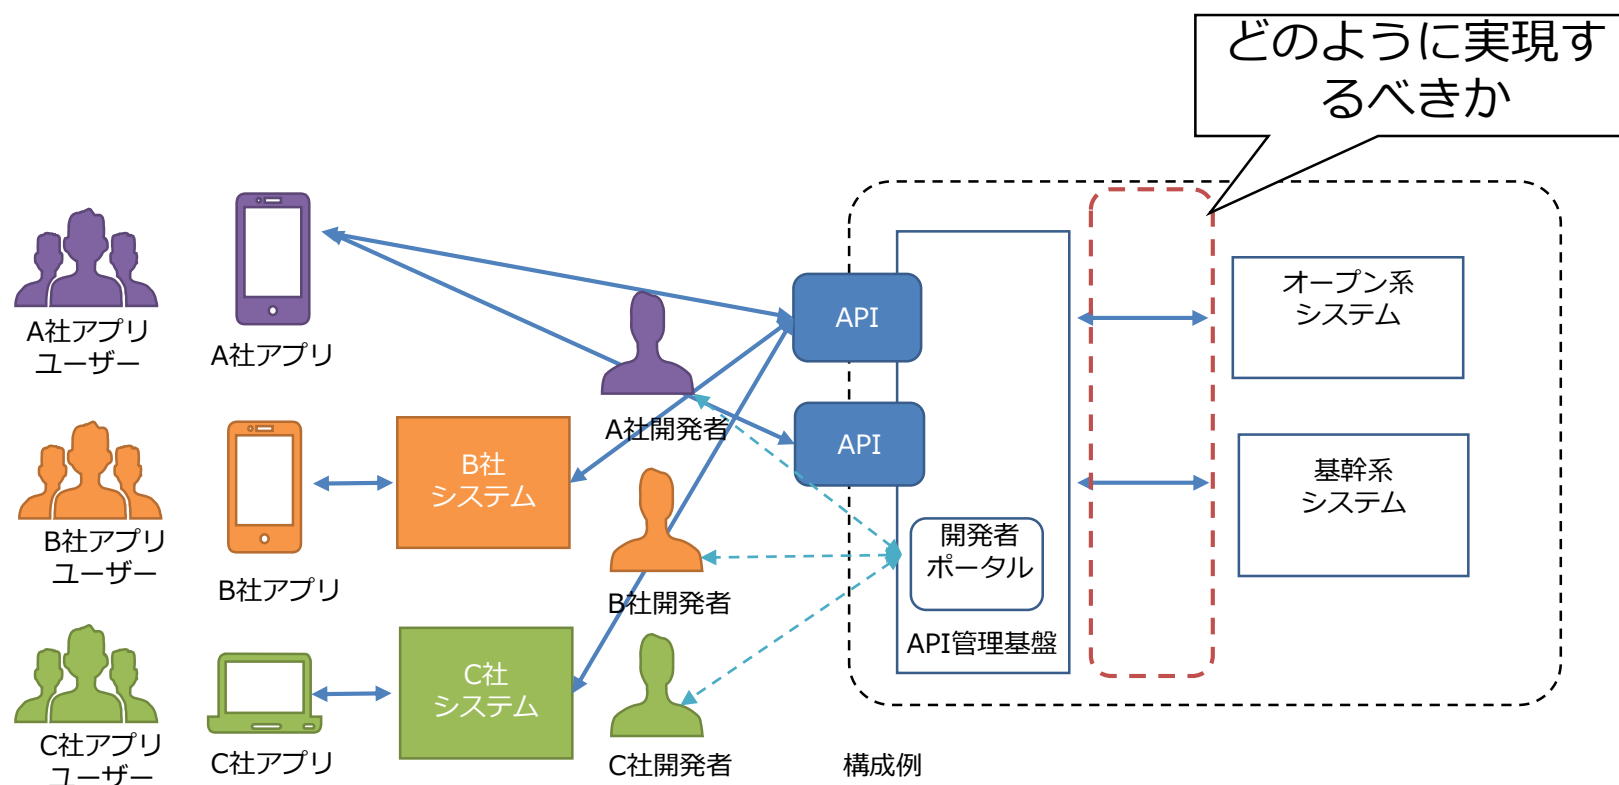 どのように実現す
るべきか
A社アプリ
ユーザー
A社アプリ
A社開発者
API
API
オープン系
システム
B社アプリ
ユーザー
B社アプリ
B社
システム
B社開発者
基幹系
システム
開発者
ポータル
API管理基盤
C社アプリ
ユーザー
C社アプリ
C社
システム
C社開発者
構成例